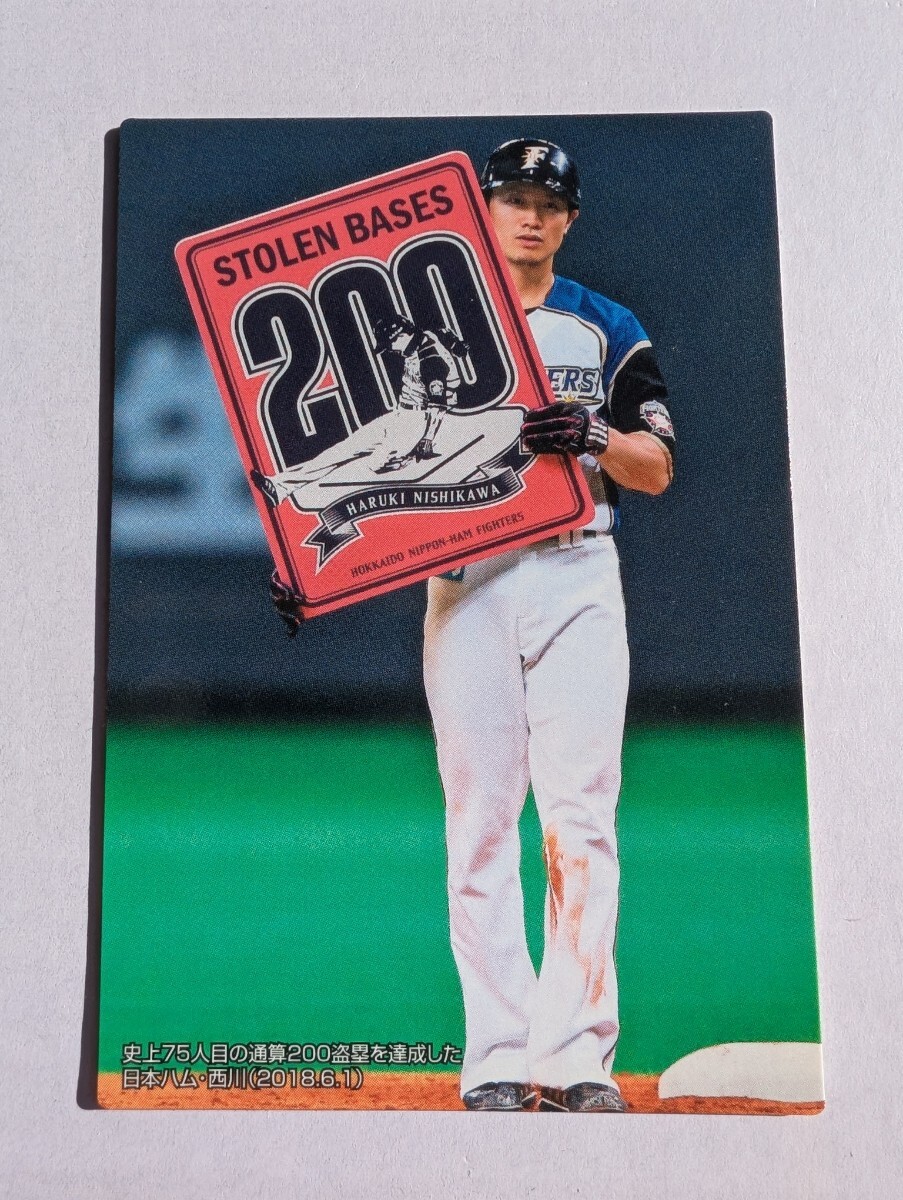 F
STOLEN BASES
200
ERS
HARUKI NISHIKAWA
HOKKAIDO NIPPON-HAM FIGHTERS
史上75人目の通算200盗塁を達成した
日本ハム・西川(2018.6.1)